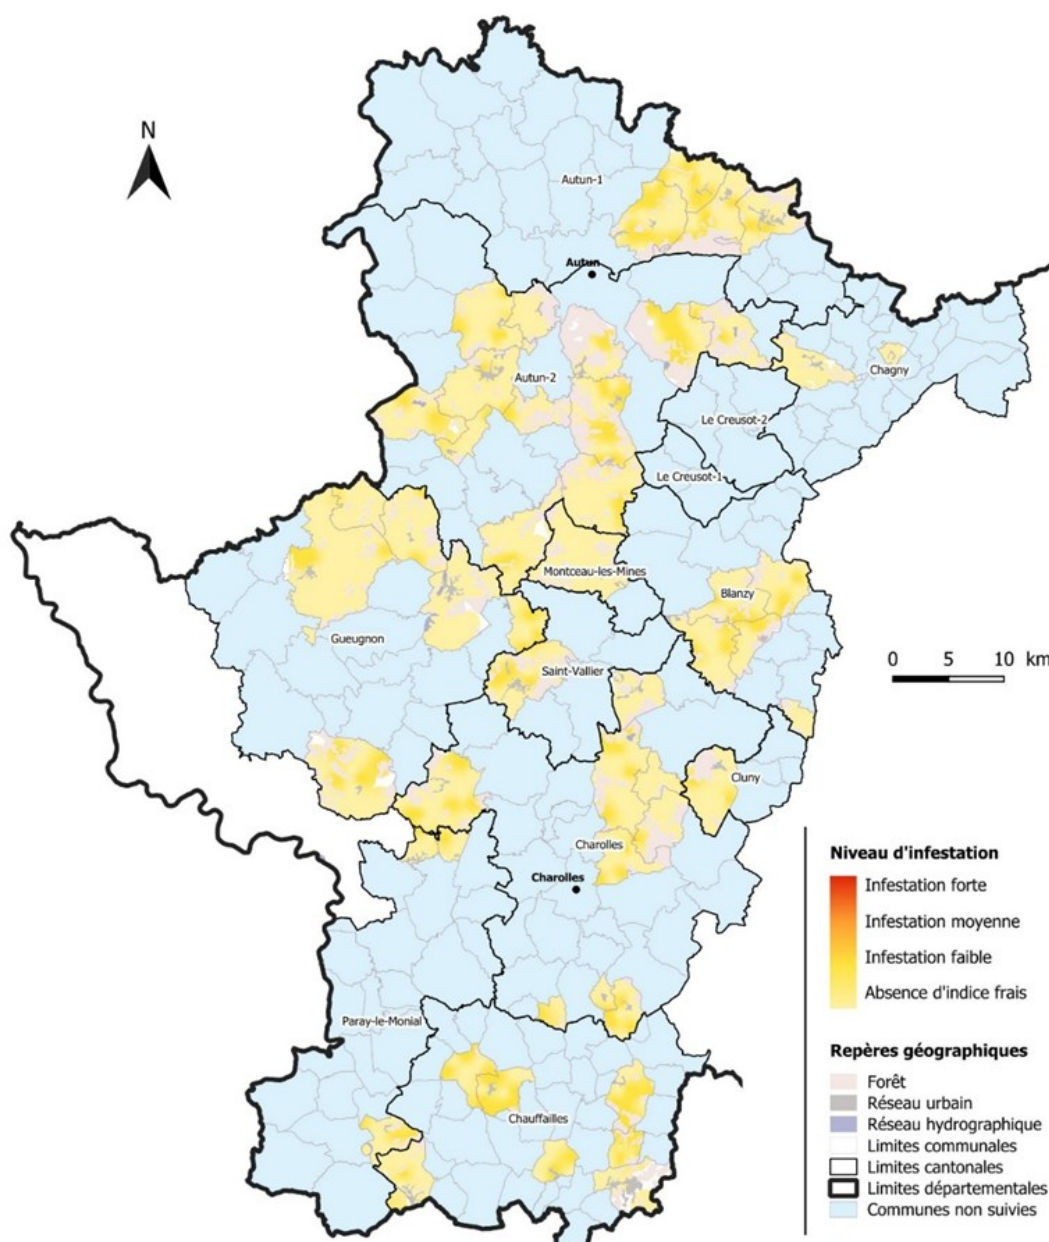 N
Autun-1
Autun
Chagny
Autun-2
Le Creusot-2
Le Creusot-1
Montceau-les-Mines
Blanzy
Gueugnon
Saint-Vallier
0 5 10 km
Cluny
Charolles
Charolles
Paray-le-Monial
Chauffailles
Niveau d'infestation
Infestation forte
Infestation moyenne
Infestation faible
Absence d'indice frais
Repères géographiques
Forêt
Réseau urbain
Réseau hydrographique
Limites communales
Limites cantonales
Limites départementales
Communes non suivies